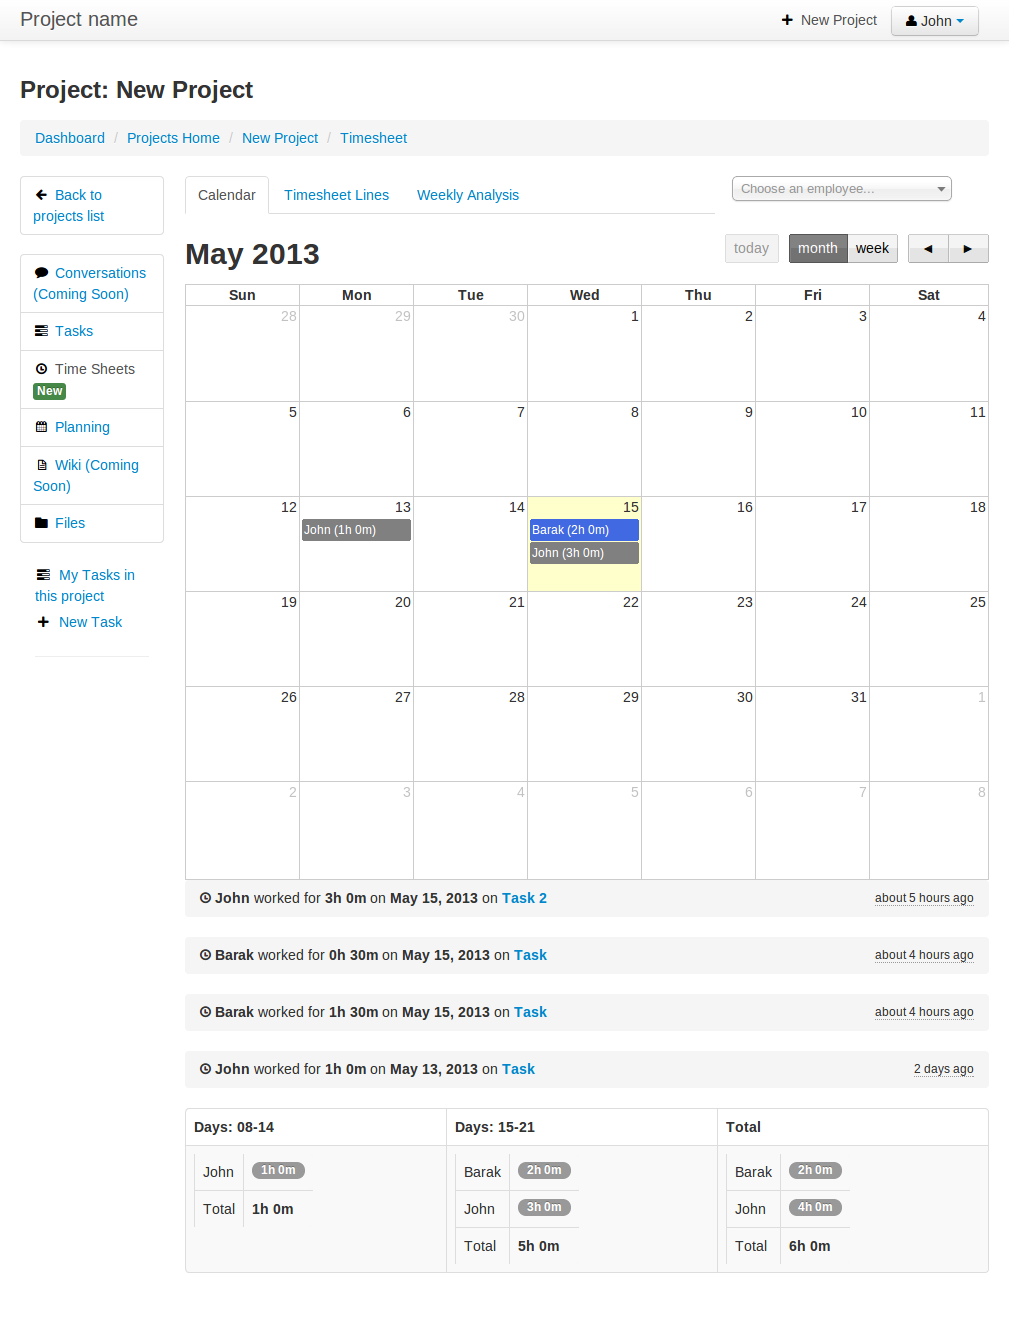 Project name
New Project
John
Project: New Project
Dashboard / Projects Home / New Project / Timesheet
Back to
projects list
Conversations
(Coming Soon)
Tasks
Time Sheets
New
Planning
Wiki (Coming
Soon)
Files
My Tasks in
this project
New Task
Calendar Timesheet Lines Weekly Analysis
Choose an employee...
May 2013
today month week ◄ ►
Sun Mon Tue Wed Thu Fri Sat
28 29 30 1 2 3 4
5 6 7 8 9 10 11
12 13 14 15 16 17 18
John (1h 0m) Barak (2h 0m)
John (3h 0m)
19 20 21 22 23 24 25
26 27 28 29 30 31 1
2 3 4 5 6 7 8
John worked for 3h 0m on May 15, 2013 on Task 2 about 5 hours ago
Barak worked for 0h 30m on May 15, 2013 on Task about 4 hours ago
Barak worked for 1h 30m on May 15, 2013 on Task about 4 hours ago
John worked for 1h 0m on May 13, 2013 on Task 2 days ago
Days: 08-14 Days: 15-21 Total
John 1h 0m Barak 2h 0m Barak 2h 0m
Total 1h 0m John 3h 0m John 4h 0m
Total 5h 0m Total 6h 0m